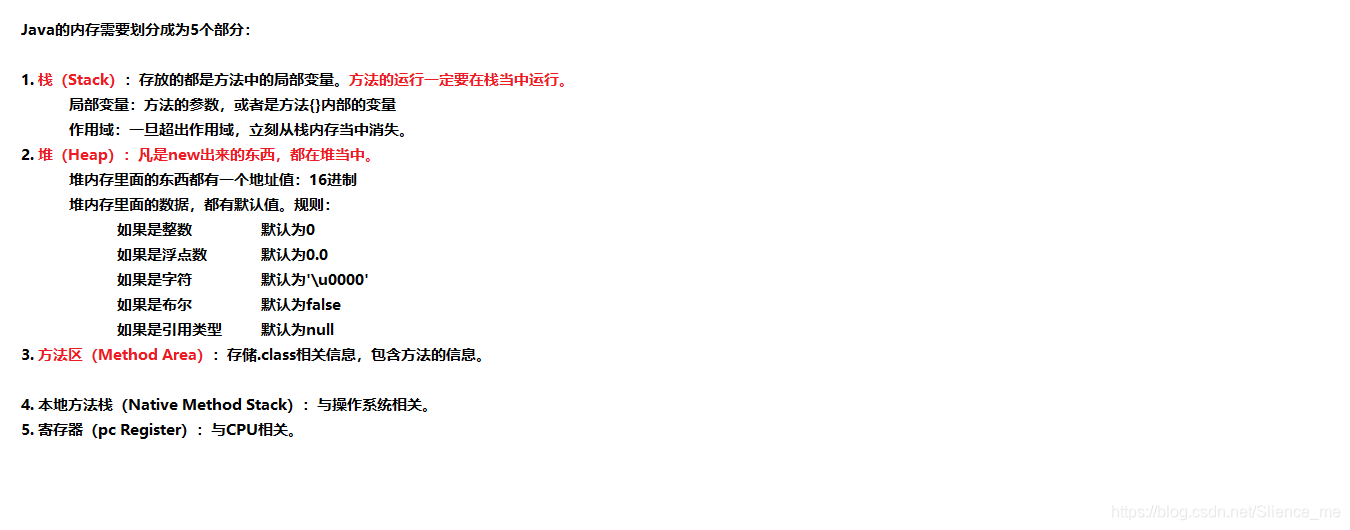 Java的内存需要划分成为5个部分：
1. 栈（Stack）：存放的都是方法中的局部变量。方法的运行一定要在栈当中运行。
局部变量：方法的参数，或者是方法{}内部的变量
作用域：一旦超出作用域，立刻从栈内存当中消失。
2. 堆（Heap）：凡是new出来的东西，都在堆当中。
堆内存里面的东西都有一个地址值：16进制
堆内存里面的数据，都有默认值。规则：
如果是整数 默认为0
如果是浮点数 默认为0.0
如果是字符 默认为'\u0000'
如果是布尔 默认为false
如果是引用类型 默认为null
3. 方法区（Method Area）：存储.class相关信息，包含方法的信息。
4. 本地方法栈（Native Method Stack）：与操作系统相关。
5. 寄存器（pc Register）：与CPU相关。
https://blog.csdn.net/Slience_me